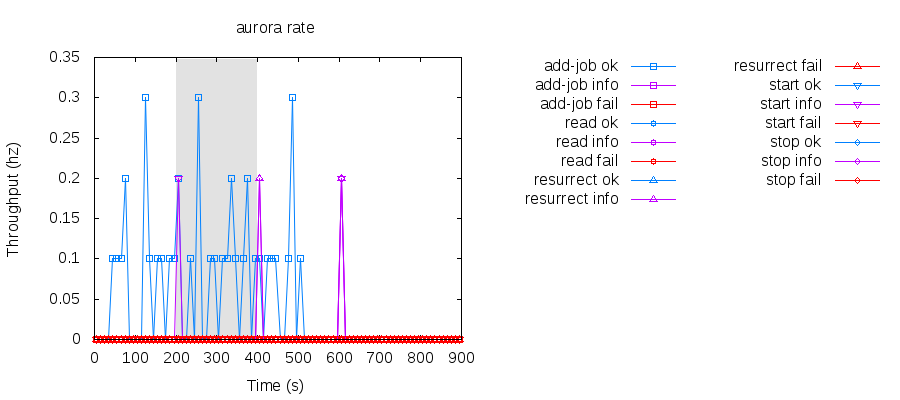 aurora rate
0.35
0.3
0.25
0.2
0.15
0.1
0.05
0
Throughput (hz)
0 100 200 300 400 500 600 700 800 900
Time (s)
add-job ok
add-job info
add-job fail
read ok
read info
read fail
resurrect ok
resurrect info
resurrect fail
start ok
start info
start fail
stop ok
stop info
stop fail